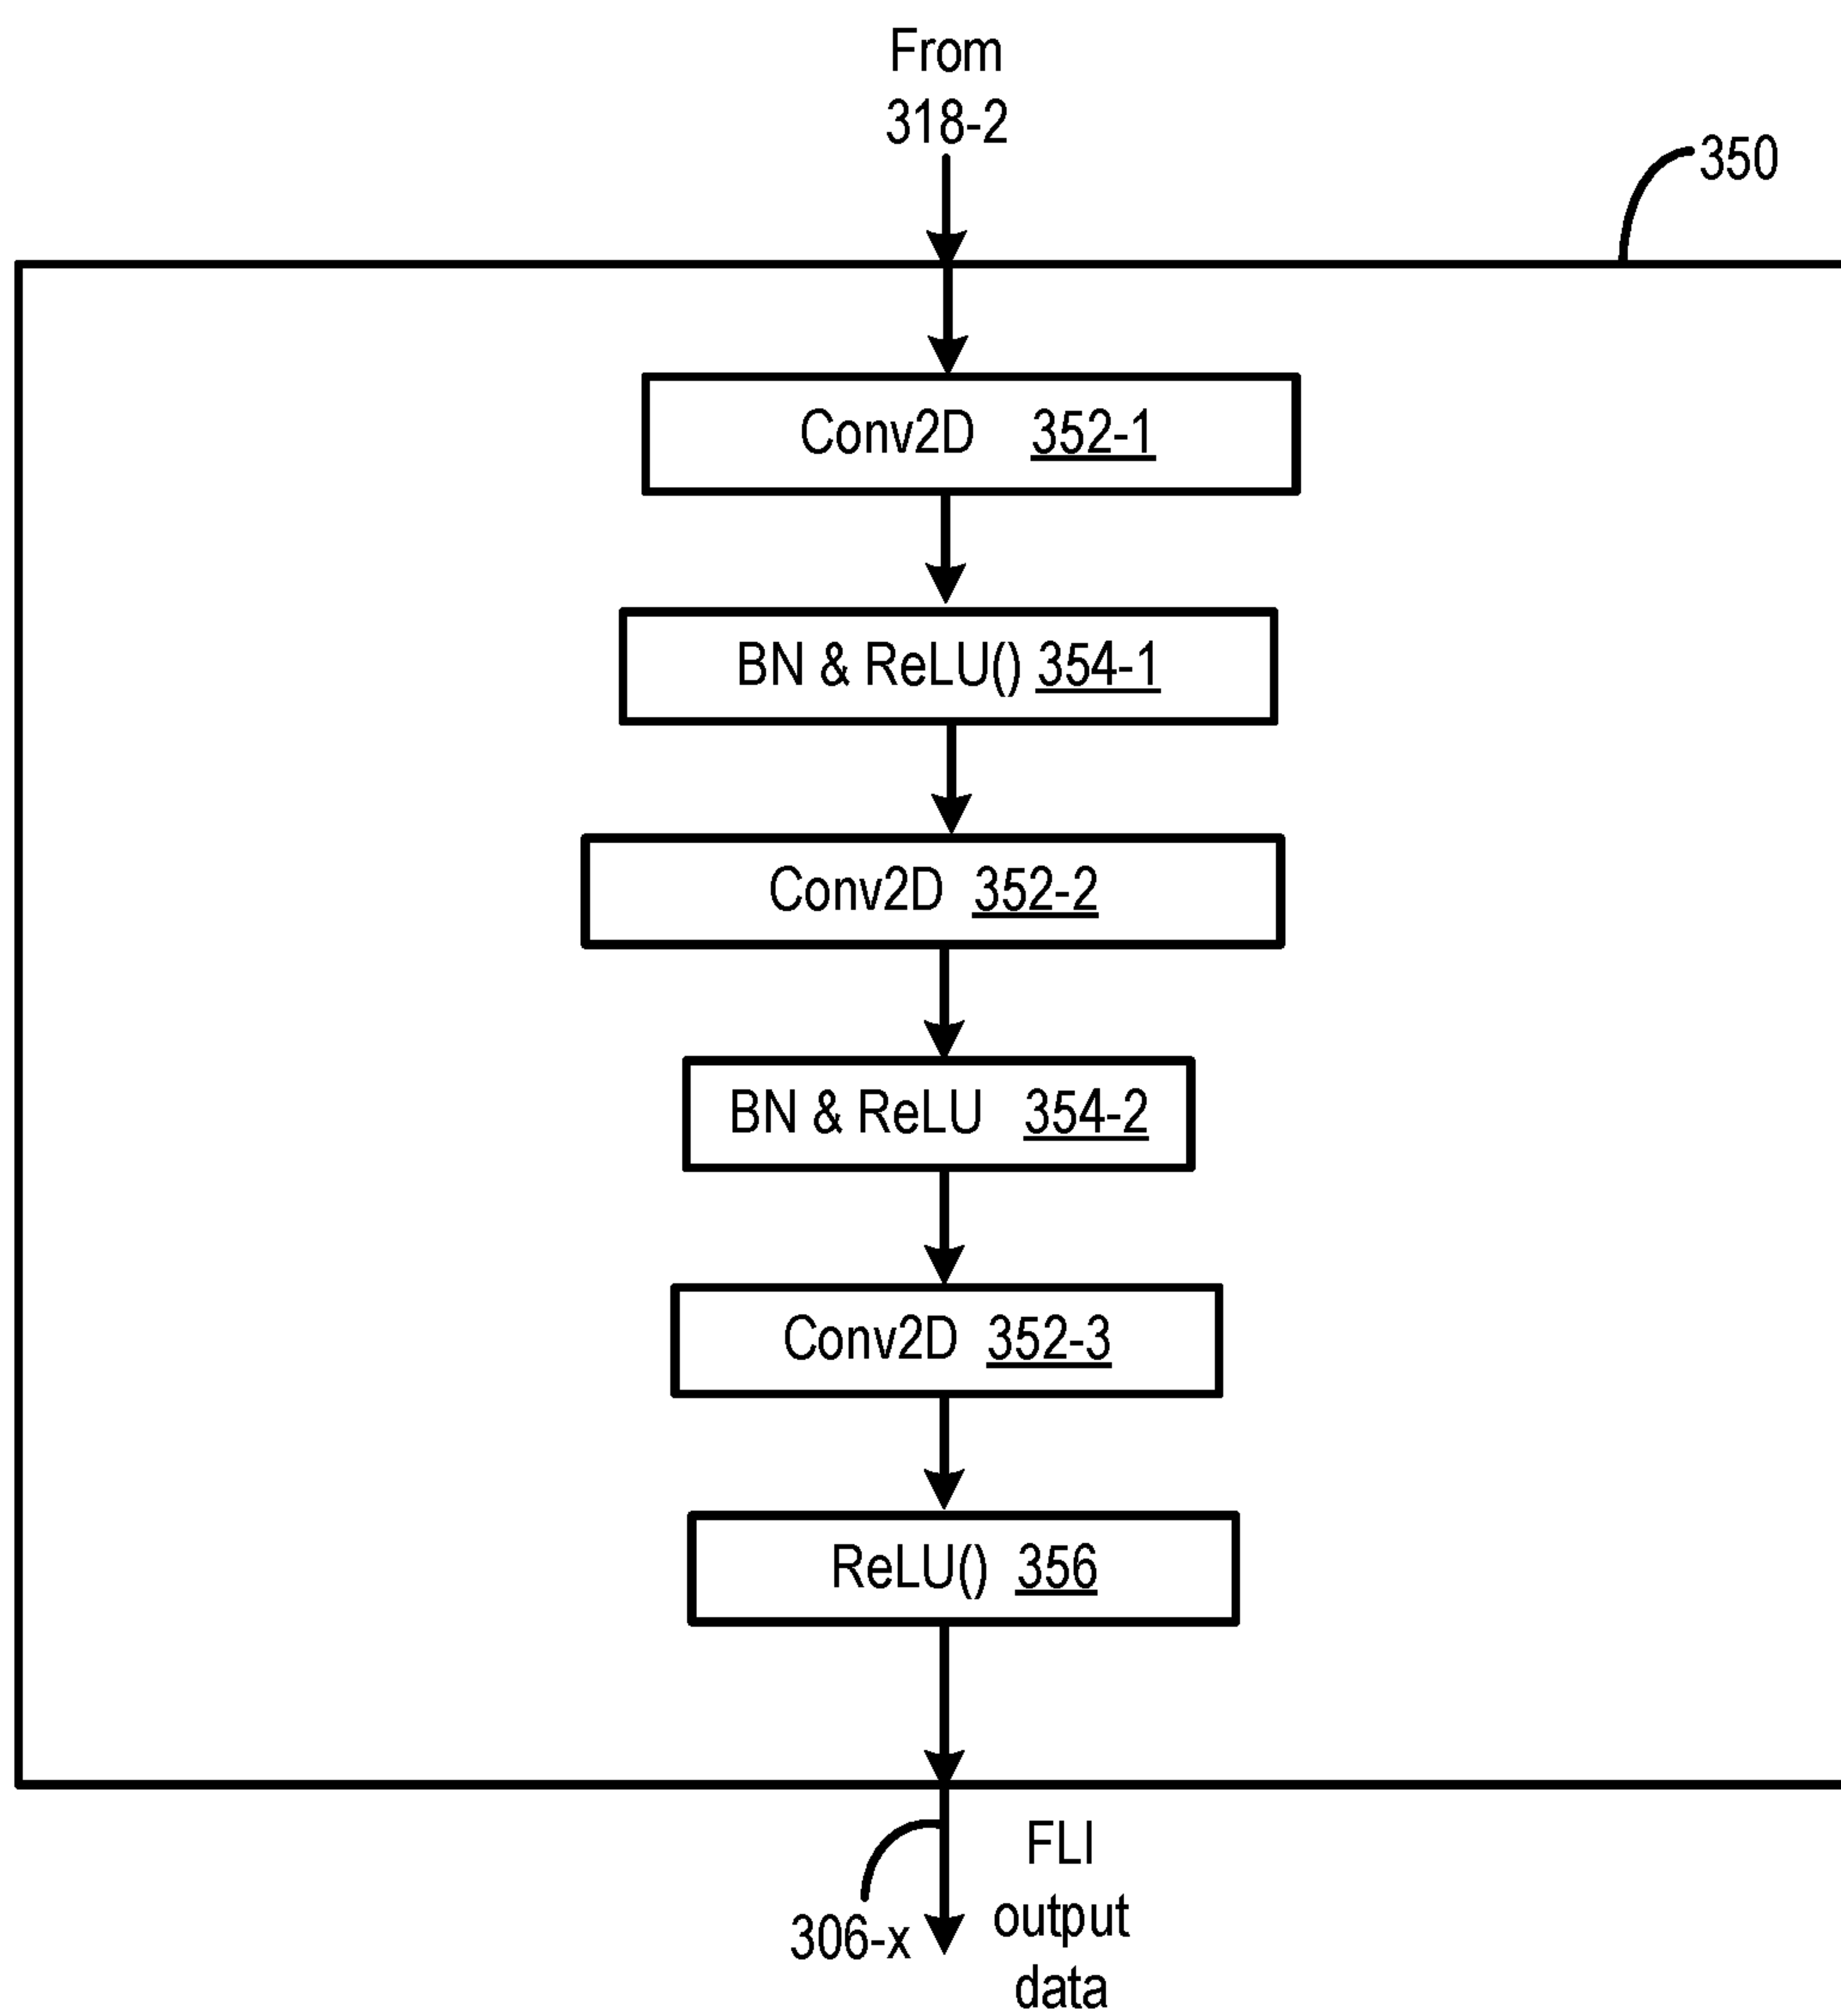 From
318-2
350
Conv2D 352-1
BN & ReLU() 354-1
Conv2D 352-2
BN & ReLU 354-2
Conv2D 352-3
ReLU() 356
FLI
output
data
306-x